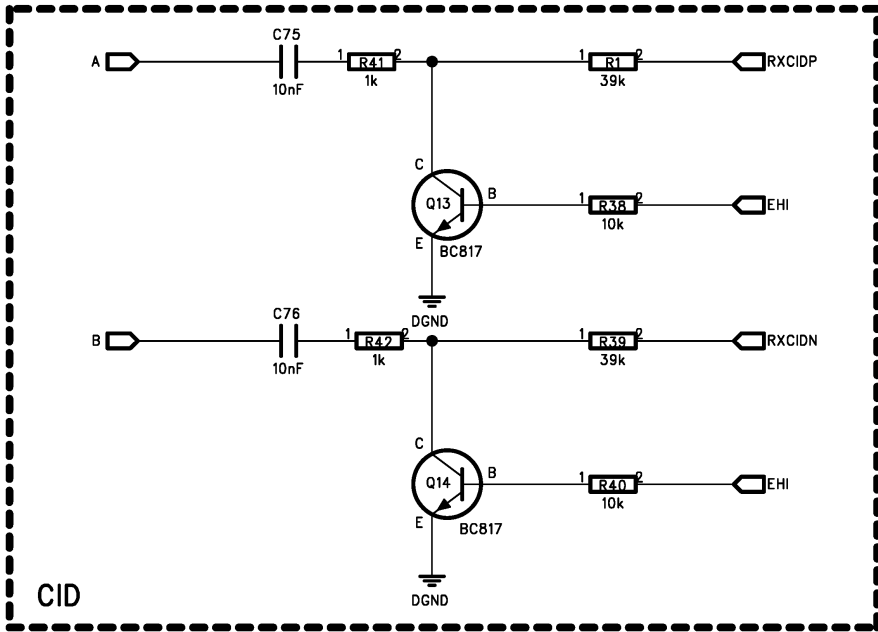 C75
A 1 R41 2 1 R1 2 RXCIDP
10nF 1k 39k
C
Q13 B 1 R38 2 EHI
E 10k
BC817
DGND
C76
B 1 R42 2 1 R39 2 RXCIDN
10nF 1k 39k
C
Q14 B 1 R40 2 EHI
E 10k
BC817
DGND
CID